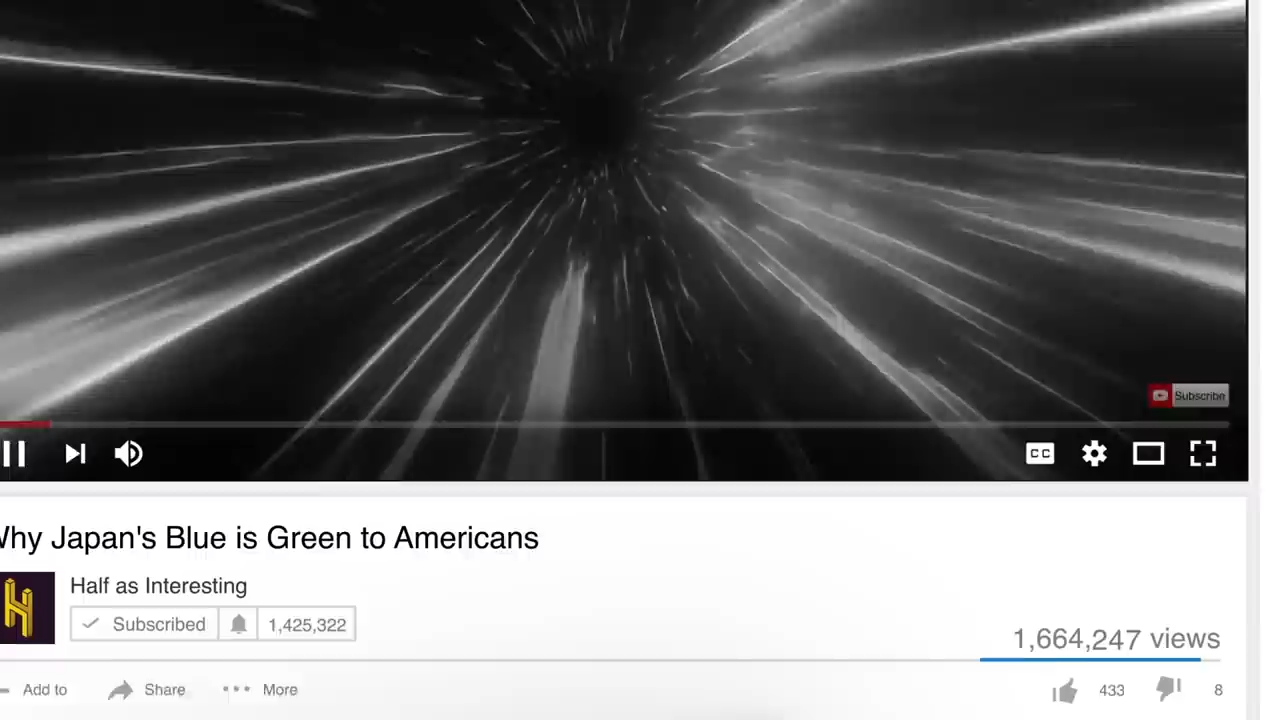 Subscribe
CC
Why Japan's Blue is Green to Americans
Half as Interesting
Subscribed 1,425,322
1,664,247 views
Add to Share More 433 8